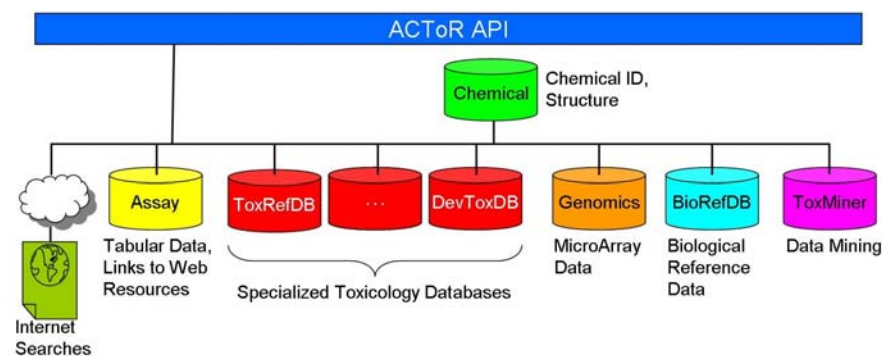 ACToR API
Chemical
Chemical ID,
Structure
Assay
ToxRefDB
...
DevToxDB
Genomics
BioRefDB
ToxMiner
Tabular Data,
Links to Web
Resources
Specialized Toxicology Databases
MicroArray
Data
Biological
Reference
Data
Data Mining
Internet
Searches